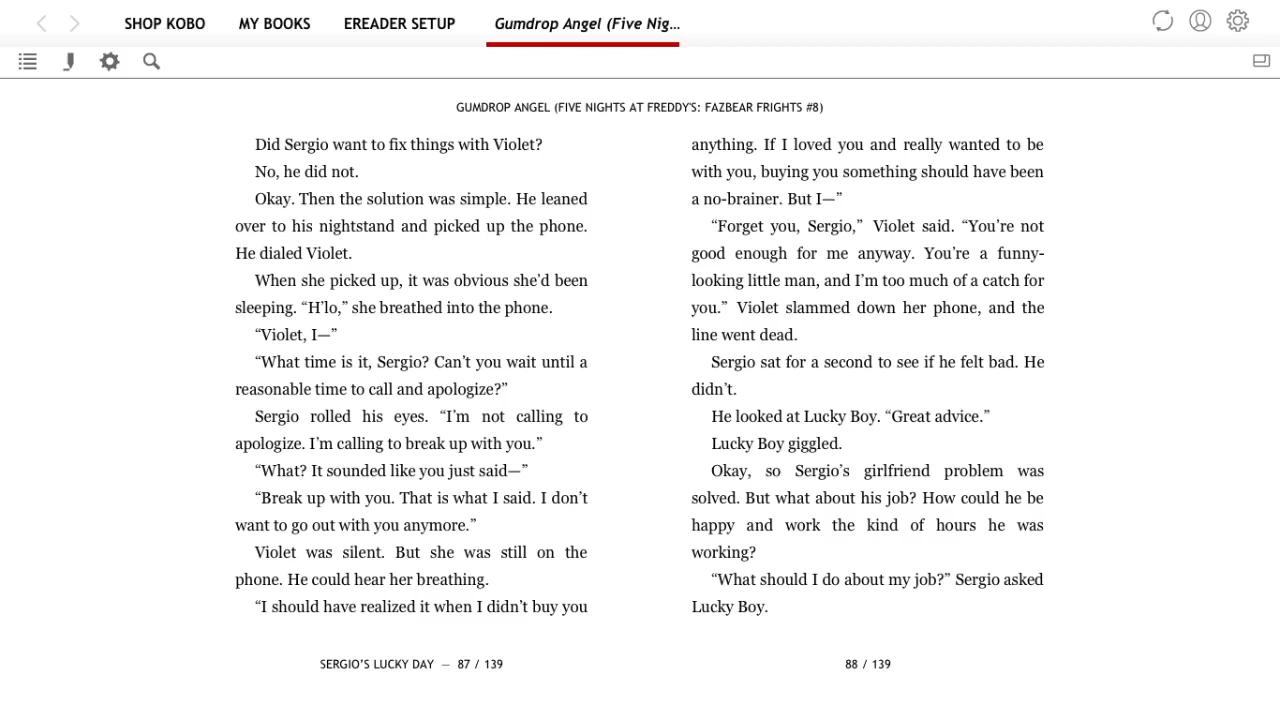 SHOP KOBO
MY BOOKS
EREADER SETUP
Gumdrop Angel (Five Nig...
GUMDROP ANGEL (FIVE NIGHTS AT FREDDY'S: FAZBEAR FRIGHTS #8)
Did Sergio want to fix things with Violet?
No, he did not.
Okay. Then the solution was simple. He leaned
over to his nightstand and picked up the phone.
He dialed Violet.
When she picked up, it was obvious she’d been
sleeping. “H’lo,” she breathed into the phone.
“Violet, I—”
“What time is it, Sergio? Can’t you wait until a
reasonable time to call and apologize?”
Sergio rolled his eyes. “I’m not calling to
apologize. I’m calling to break up with you.”
“What? It sounded like you just said—”
“Break up with you. That is what I said. I don’t
want to go out with you anymore.”
Violet was silent. But she was still on the
phone. He could hear her breathing.
“I should have realized it when I didn’t buy you
SERGIO’S LUCKY DAY — 87 / 139
anything. If I loved you and really wanted to be
with you, buying you something should have been
a no-brainer. But I—”
“Forget you, Sergio,” Violet said. “You’re not
good enough for me anyway. You’re a funny-
looking little man, and I’m too much of a catch for
you.” Violet slammed down her phone, and the
line went dead.
Sergio sat for a second to see if he felt bad. He
didn’t.
He looked at Lucky Boy. “Great advice.”
Lucky Boy giggled.
Okay, so Sergio’s girlfriend problem was
solved. But what about his job? How could he be
happy and work the kind of hours he was
working?
“What should I do about my job?” Sergio asked
Lucky Boy.
88 / 139